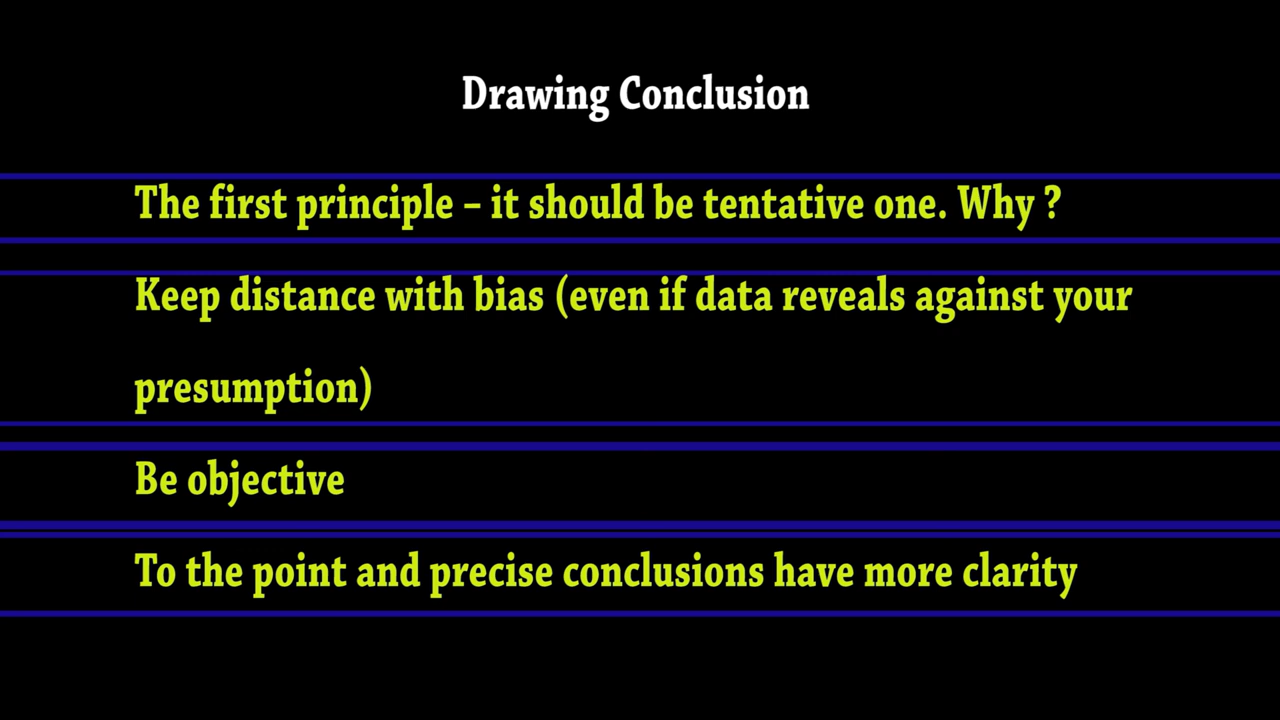 Drawing Conclusion
The first principle – it should be tentative one. Why ?
Keep distance with bias (even if data reveals against your
presumption)
Be objective
To the point and precise conclusions have more clarity